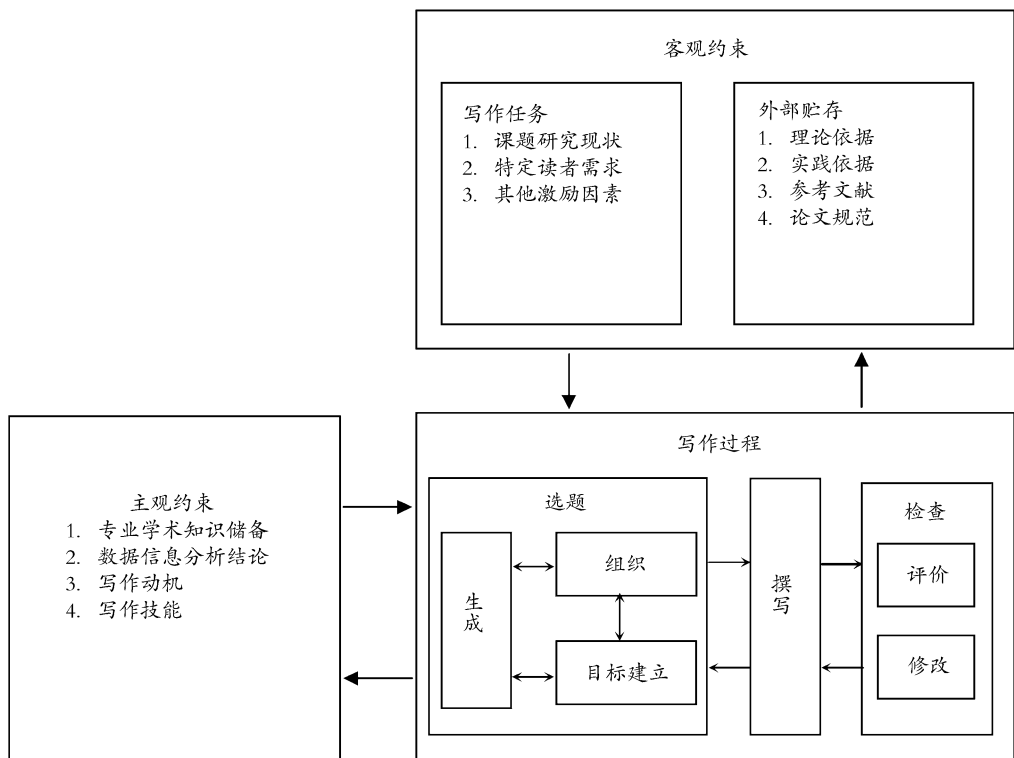 客观约束
写作任务
1. 课题研究现状
2. 特定读者需求
3. 其他激励因素
外部贮存
1. 理论依据
2. 实践依据
3. 参考文献
4. 论文规范
主观约束
1. 专业学术知识储备
2. 数据信息分析结论
3. 写作动机
4. 写作技能
写作过程
选题
生成
组织
目标建立
撰写
检查
评价
修改